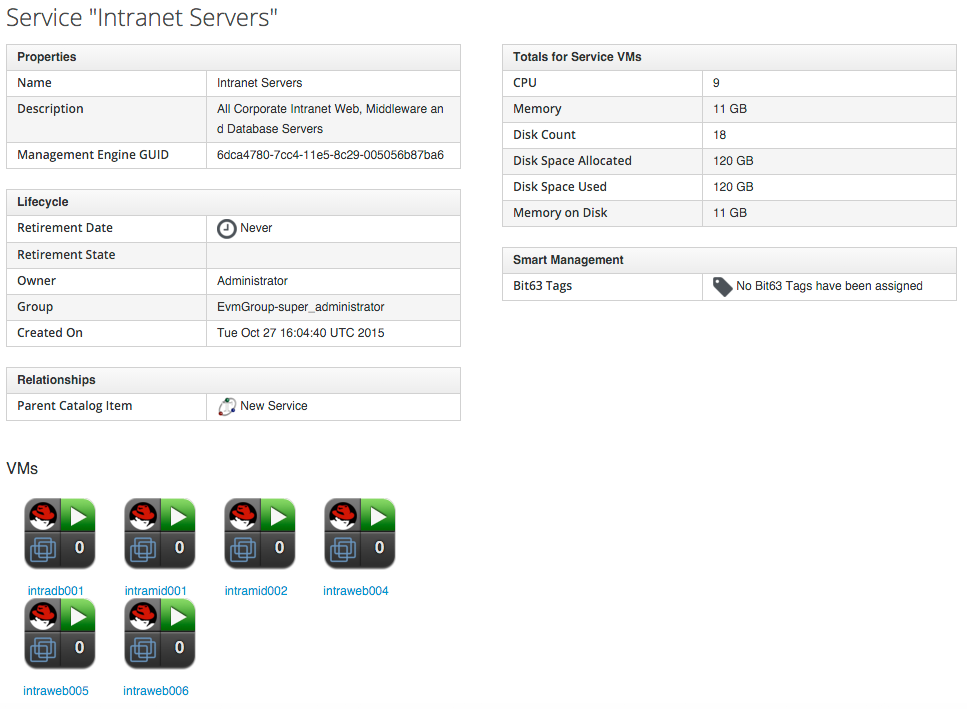 Service "Intranet Servers"
Properties
Name Intranet Servers
Description All Corporate Intranet Web, Middleware an
d Database Servers
Management Engine GUID 6dca4780-7cc4-11e5-8c29-005056b87ba6
Lifecycle
Retirement Date Never
Retirement State
Owner Administrator
Group EvmGroup-super_administrator
Created On Tue Oct 27 16:04:40 UTC 2015
Relationships
Parent Catalog Item New Service
Totals for Service VMs
CPU 9
Memory 11 GB
Disk Count 18
Disk Space Allocated 120 GB
Disk Space Used 120 GB
Memory on Disk 11 GB
Smart Management
Bit63 Tags No Bit63 Tags have been assigned
VMs
0 0 0 0
intradb001 intramid001 intramid002 intraweb004
0 0
intraweb005 intraweb006